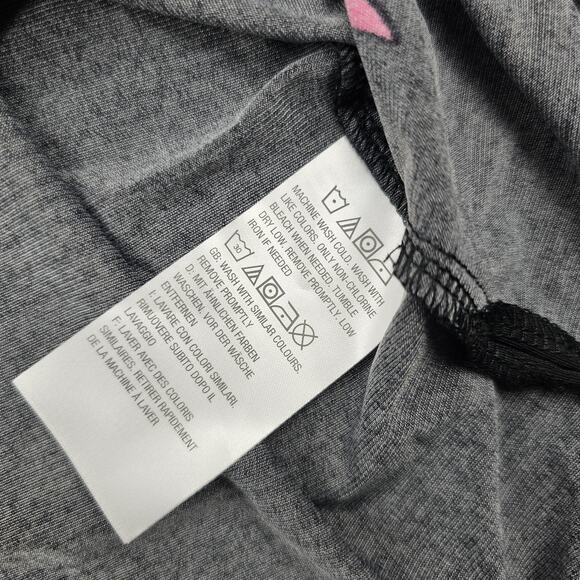 MACHINE WASH COLD. WASH WITH
LIKE COLORS. ONLY NON-CHLORINE
BLEACH WHEN NEEDED. TUMBLE
DRY LOW. REMOVE PROMPTLY. LOW
IRON IF NEEDED
30
GB: WASH WITH SIMILAR COLOURS.
REMOVE PROMPTLY
D: MIT ÄHNLICHEN FARBEN
WASCHEN, VOR DER WÄSCHE
ENTFERNEN
I: LAVARE CON COLORI SIMILARI.
RIMUOVERE SUBITO DOPO IL
LAVAGGIO
F: LAVER AVEC DES COLORIS
SIMILAIRES. RETIRER RAPIDEMENT
DE LA MACHINE À LAVER